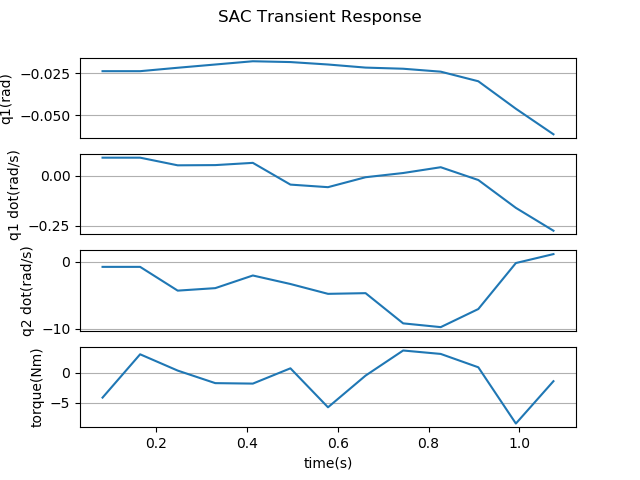 SAC Transient Response
q1(rad)
−0.025
−0.050
q1 dot(rad/s)
0.00
−0.25
q2 dot(rad/s)
0
−10
torque(Nm)
0
−5
0.2 0.4 0.6 0.8 1.0
time(s)